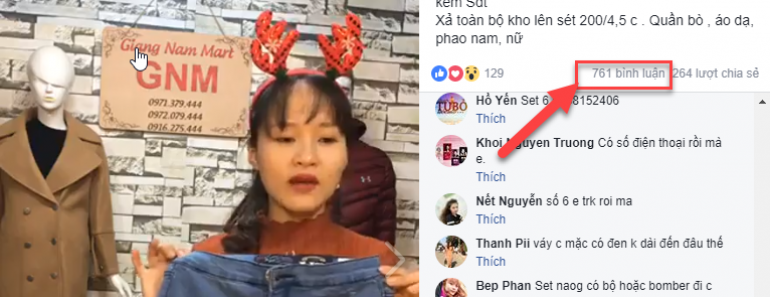 Giang Nam Mart
GNM
0971.379.444
0972.079.444
0916.275.444
kèm Sđt
Xả toàn bộ kho lên sét 200/4,5 c . Quần bò , áo dạ,
phao nam, nữ
129
761 bình luận
264 lượt chia sẻ
TUBO
Hồ Yến Set 6 8152406
Thích
Khoi Nguyen Truong Có số điện thoại rồi mà
e.
Thích
Nết Nguyễn số 6 e trk roi ma
Thích
Thanh Pii váy c mặc có đen k dái đến đâu thế
Thích
Bep Phan Set naog có bộ hoặc bomber đi c